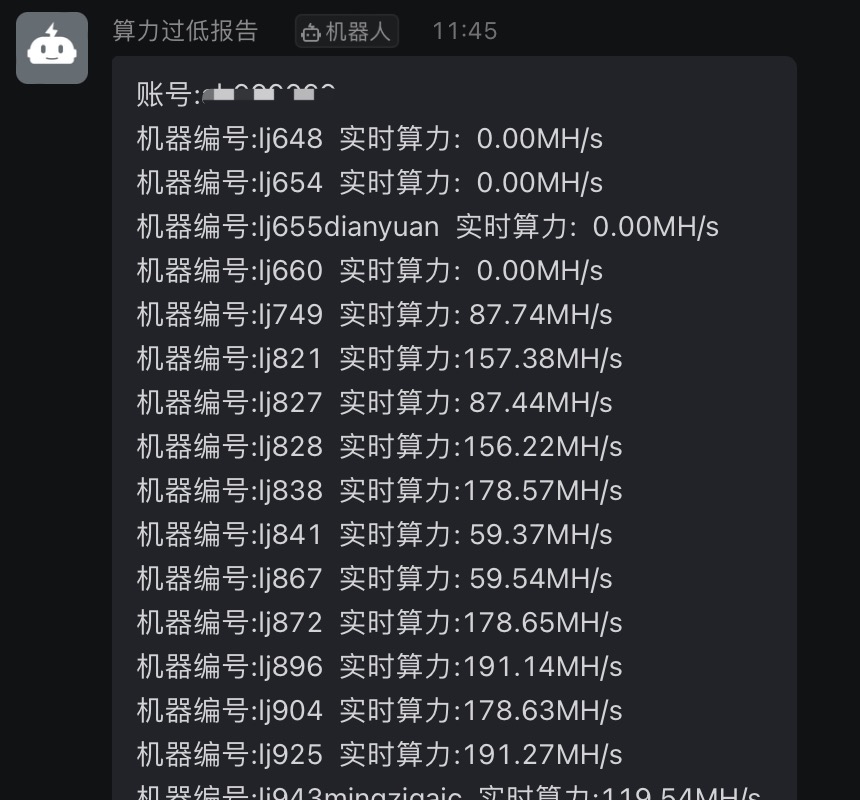 算力过低报告 机器人 11:45
账号:
机器编号:lj648 实时算力: 0.00MH/s
机器编号:lj654 实时算力: 0.00MH/s
机器编号:lj655dianyuan 实时算力: 0.00MH/s
机器编号:lj660 实时算力: 0.00MH/s
机器编号:lj749 实时算力: 87.74MH/s
机器编号:lj821 实时算力:157.38MH/s
机器编号:lj827 实时算力: 87.44MH/s
机器编号:lj828 实时算力:156.22MH/s
机器编号:lj838 实时算力:178.57MH/s
机器编号:lj841 实时算力: 59.37MH/s
机器编号:lj867 实时算力: 59.54MH/s
机器编号:lj872 实时算力:178.65MH/s
机器编号:lj896 实时算力:191.14MH/s
机器编号:lj904 实时算力:178.63MH/s
机器编号:lj925 实时算力:191.27MH/s
机器编号:lj943mingzigaic 实时算力:119.54MH/s